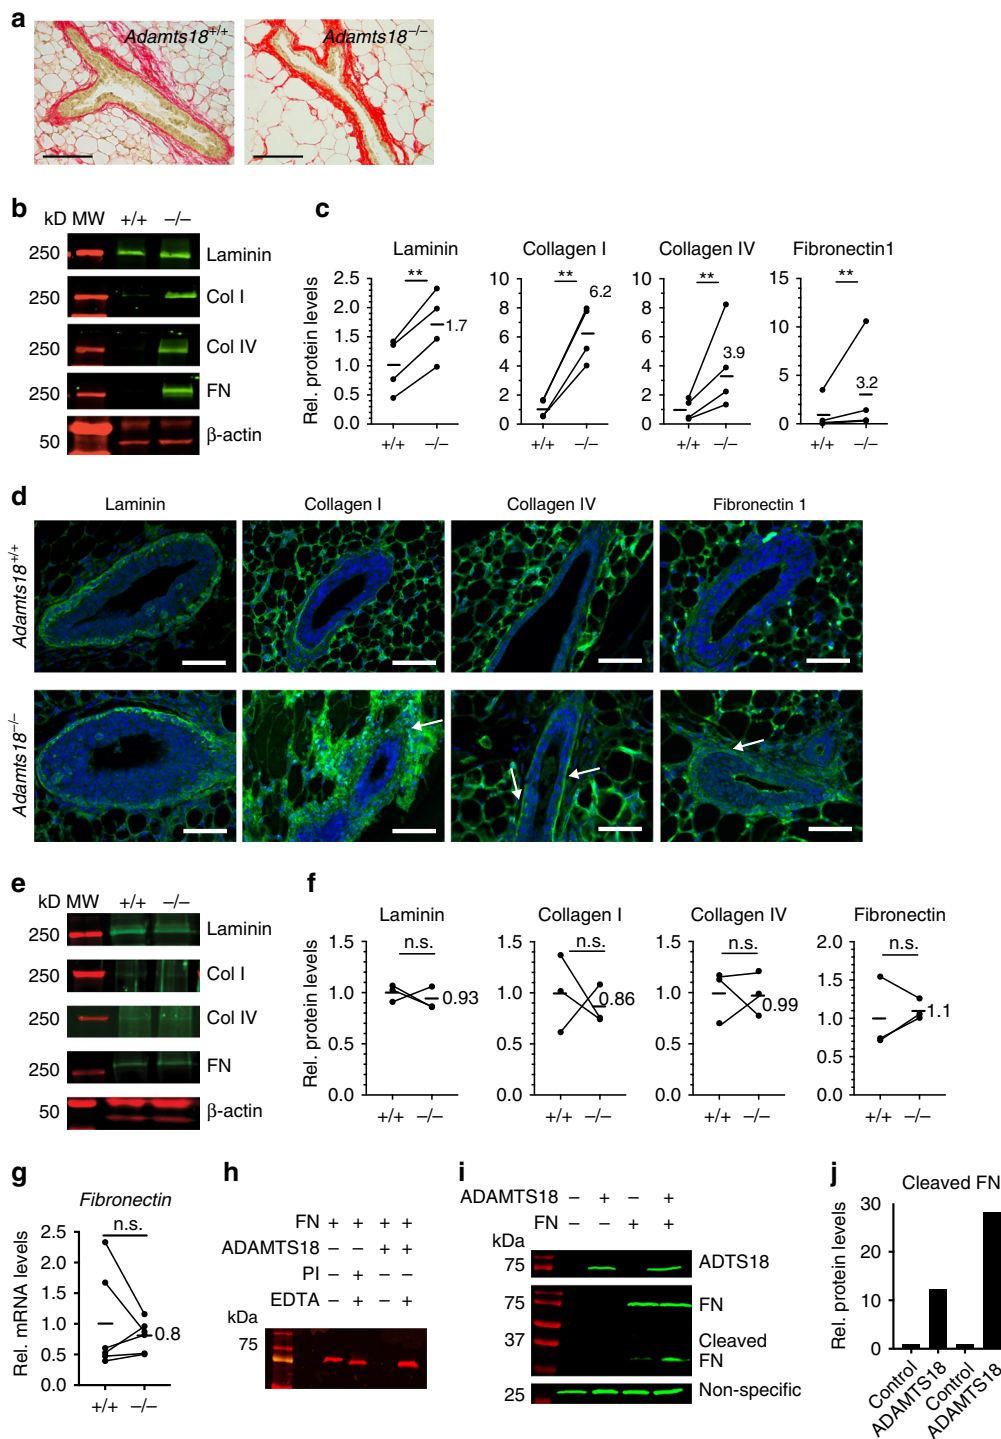 a
Adamts18+/+
Adamts18−/−
b
kD MW +/+ −/−
250 Laminin
250 Col I
250 Col IV
250 FN
50 β-actin
c
Laminin Collagen I Collagen IV Fibronectin1
Rel. protein levels
2.5
2.0
1.5
1.0
0.5
0.0
**
1.7
+/+ −/−
10
8
6
4
2
0
**
6.2
+/+ −/−
10
8
6
4
2
0
**
3.9
+/+ −/−
15
10
5
0
**
3.2
+/+ −/−
d
Laminin Collagen I Collagen IV Fibronectin 1
Adamts18+/+
Adamts18−/−
e
kD MW +/+ −/−
250 Laminin
250 Col I
250 Col IV
250 FN
50 β-actin
f
Laminin Collagen I Collagen IV Fibronectin
Rel. protein levels
1.5
1.0
0.5
0.0
n.s.
0.93
+/+ −/−
1.5
1.0
0.5
0.0
n.s.
0.86
+/+ −/−
1.5
1.0
0.5
0.0
n.s.
0.99
+/+ −/−
2.0
1.5
1.0
0.5
0.0
n.s.
1.1
+/+ −/−
g
Fibronectin
Rel. mRNA levels
2.5
2.0
1.5
1.0
0.5
0.0
n.s.
0.8
+/+ −/−
h
FN + + + +
ADAMTS18 − − + +
PI − + − −
EDTA − + − +
kDa
75
i
ADAMTS18 − + − +
FN − − + +
kDa
75 ADTS18
75 FN
37 Cleaved
FN
25 Non-specific
j
Cleaved FN
Rel. protein levels
30
20
10
0
Control
ADAMTS18
Control
ADAMTS18